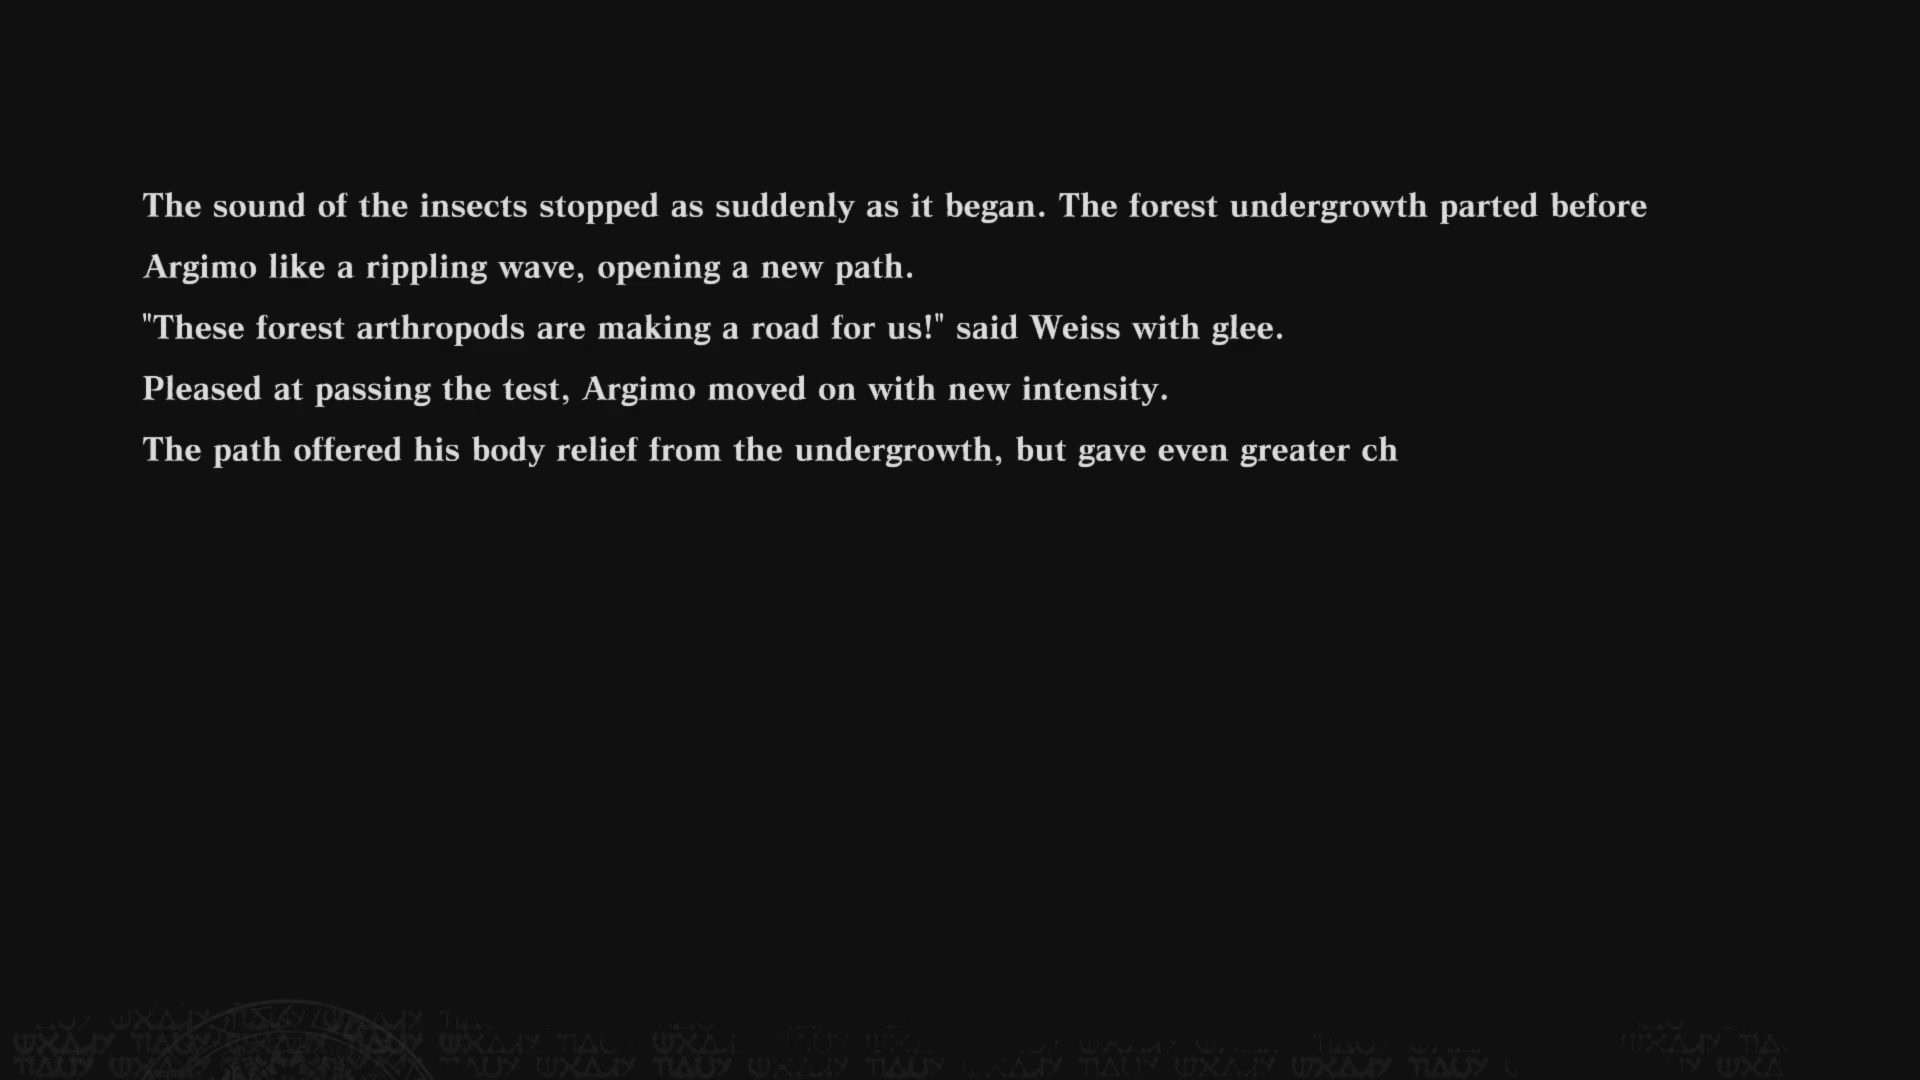 The sound of the insects stopped as suddenly as it began. The forest undergrowth parted before
Argimo like a rippling wave, opening a new path.
"These forest arthropods are making a road for us!" said Weiss with glee.
Pleased at passing the test, Argimo moved on with new intensity.
The path offered his body relief from the undergrowth, but gave even greater ch